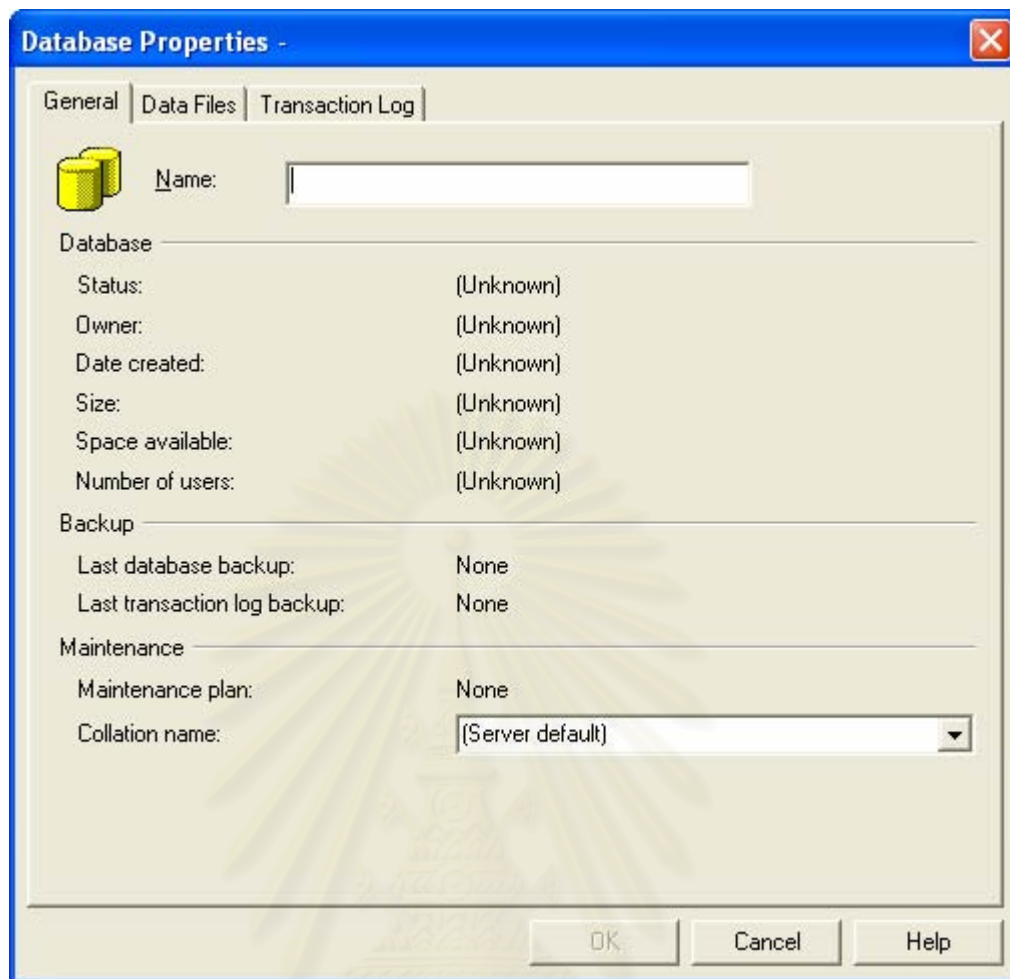 Database Properties -
General Data Files Transaction Log
Name:
Database
Status: (Unknown)
Owner: (Unknown)
Date created: (Unknown)
Size: (Unknown)
Space available: (Unknown)
Number of users: (Unknown)
Backup
Last database backup: None
Last transaction log backup: None
Maintenance
Maintenance plan: None
Collation name: (Server default)
OK Cancel Help